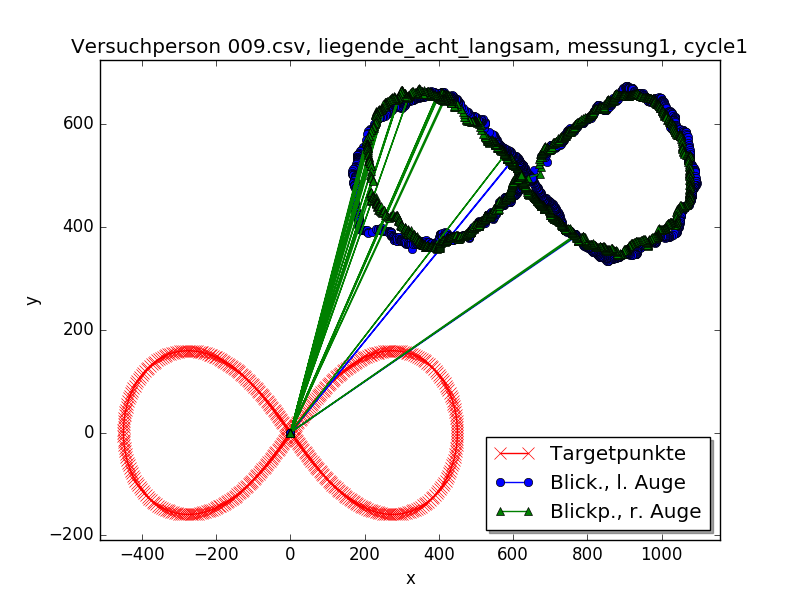 Versuchperson 009.csv, liegende_acht_langsam, messung1, cycle1
y
600
400
200
0
−200
−400
−200
0
200
400
600
800
1000
x
Targetpunkte
Blick., l. Auge
Blickp., r. Auge